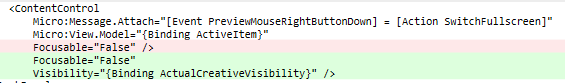 <ContentControl
Micro:Message.Attach="[Event PreviewMouseRightButtonDown] = [Action SwitchFullscreen]"
Micro:View.Model="{Binding ActiveItem}"
Focusable="False" />
Focusable="False"
Visibility="{Binding ActualCreativeVisibility}" />